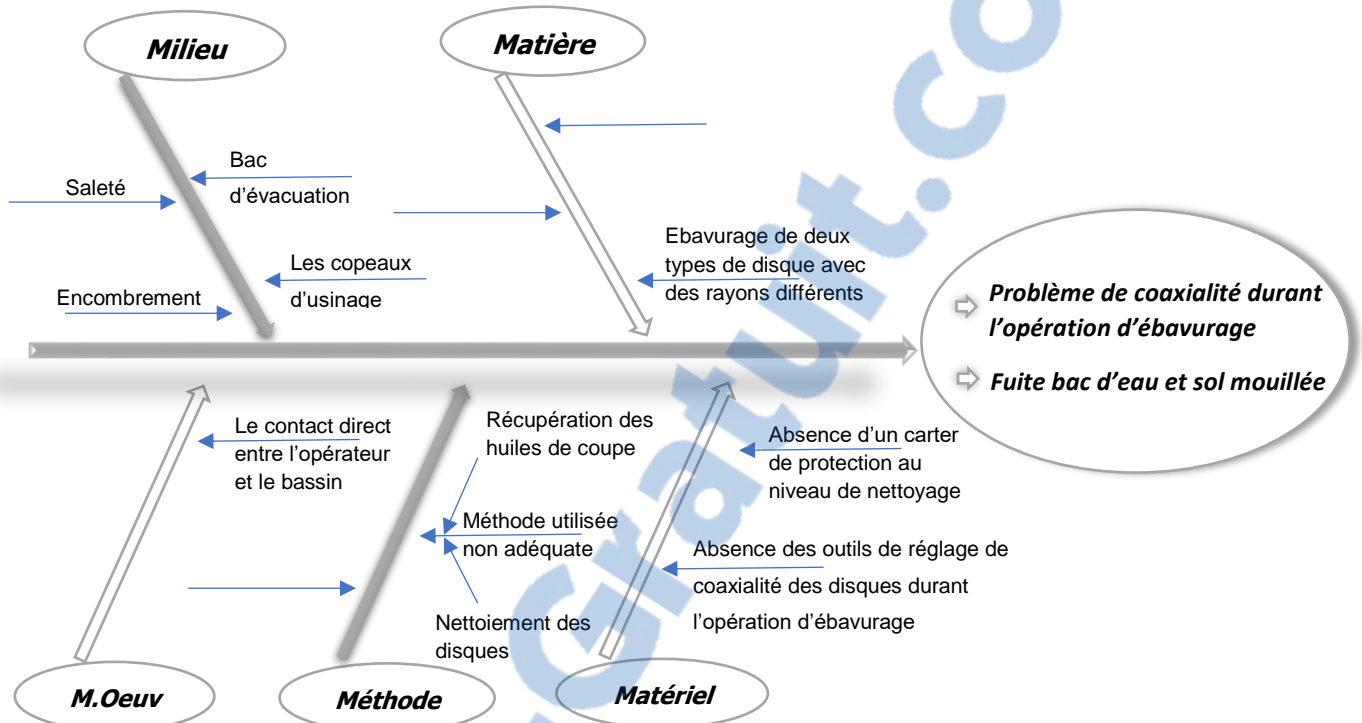 Milieu
Matière
Saleté
Bac
d’évacuation
Encombrement
Les copeaux
d’usinage
Ebavurage de deux
types de disque avec
des rayons différents
Problème de coaxialité durant
l’opération d’ébavurage
Fuite bac d’eau et sol mouillée
Le contact direct
entre l’opérateur
et le bassin
Récupération des
huiles de coupe
Méthode utilisée
non adéquate
Nettoiement des
disques
Absence d’un carter
de protection au
niveau de nettoyage
Absence des outils de réglage de
coaxialité des disques durant
l’opération d’ébavurage
M.Oeuv
Méthode
Matériel
Gratuit.co